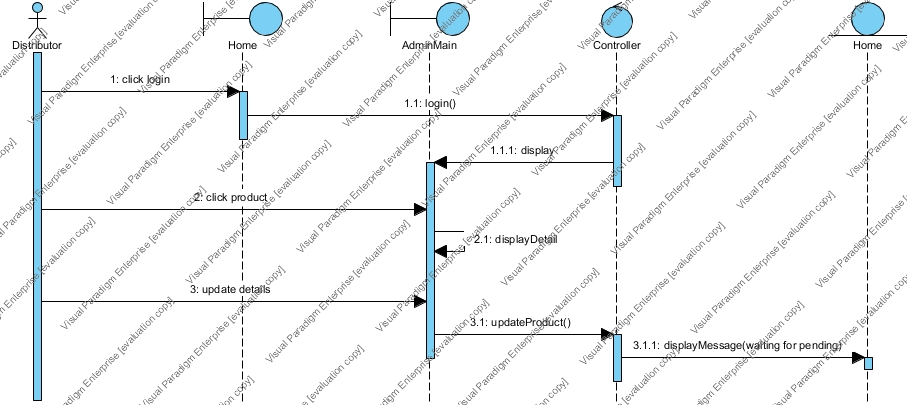 Distributor
Home
AdminMain
Controller
Home
1: click login
1.1: login()
1.1.1: display
2: click product
2.1: displayDetail
3: update details
3.1: updateProduct()
3.1.1: displayMessage(waiting for pending)
Visual Paradigm Enterprise [evaluation copy]